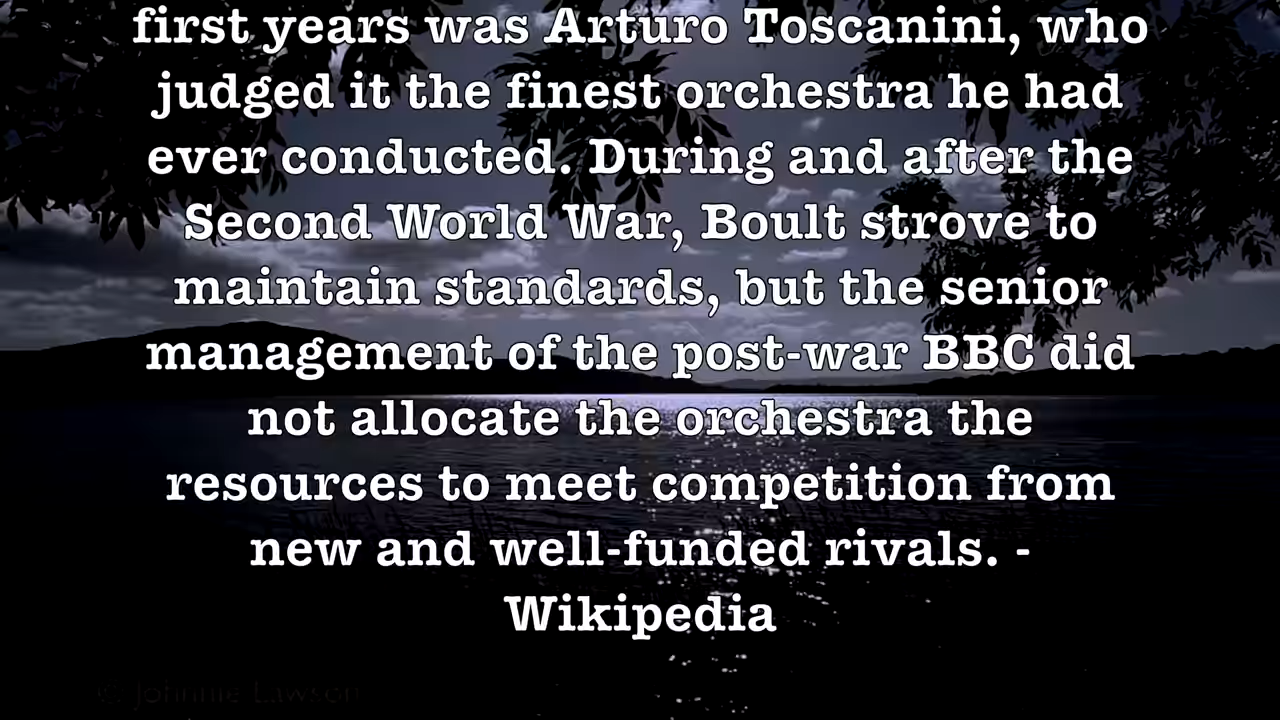 first years was Arturo Toscanini, who
judged it the finest orchestra he had
ever conducted. During and after the
Second World War, Boult strove to
maintain standards, but the senior
management of the post-war BBC did
not allocate the orchestra the
resources to meet competition from
new and well-funded rivals. -
Wikipedia
© Johnnie Lawson